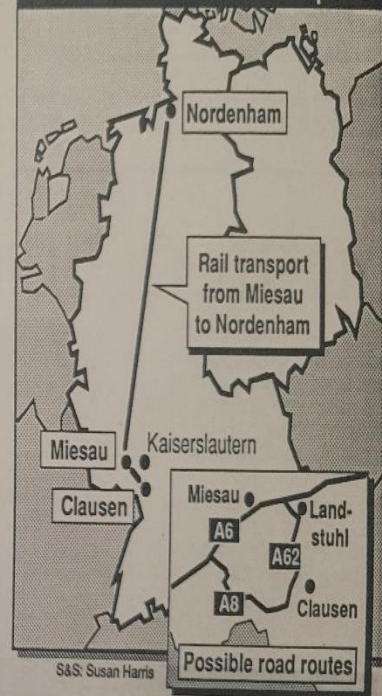 Nordenham
Rail transport
from Miesau
to Nordenham
Miesau
Kaiserslautern
Clausen
Miesau
Land-
stuhl
A6
A62
A8
Clausen
Possible road routes
S&S: Susan Harris